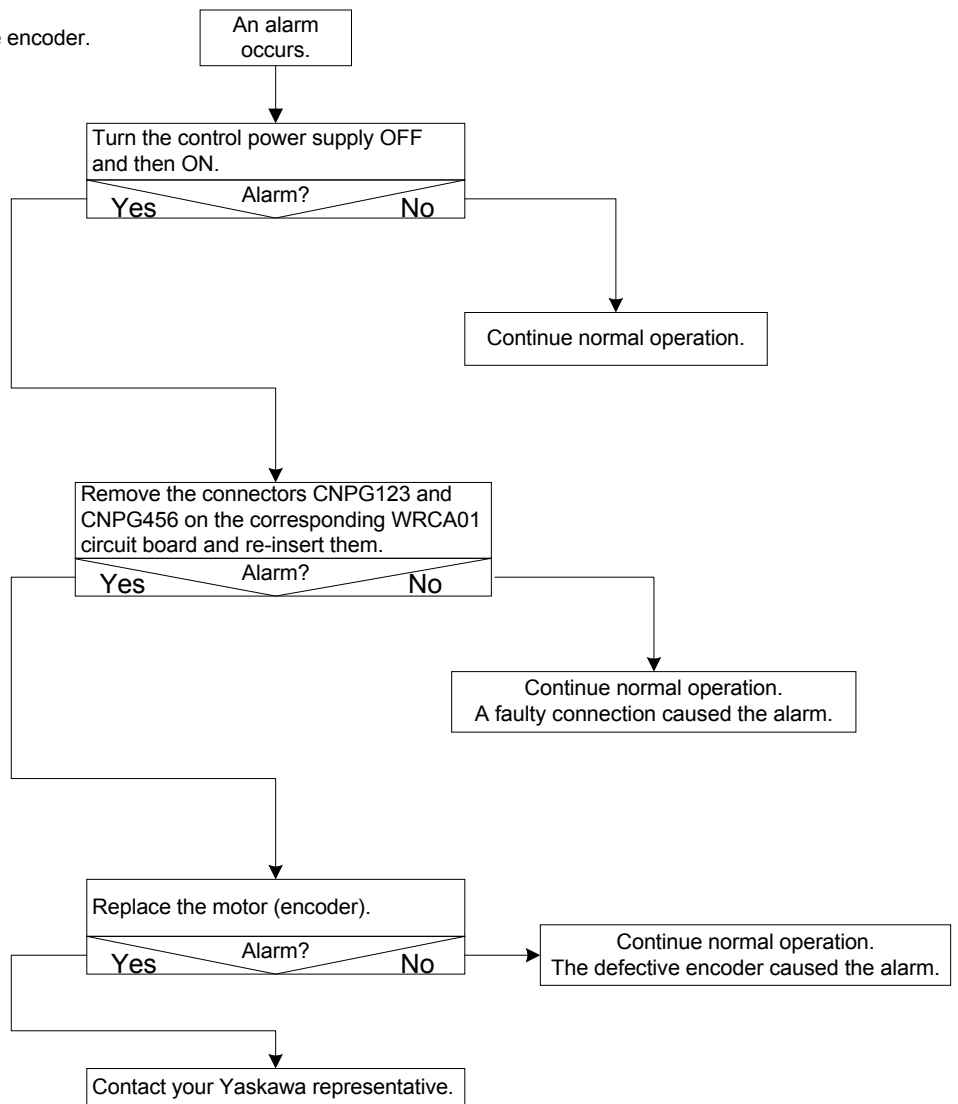 e encoder.
An alarm
occurs.
Turn the control power supply OFF
and then ON.
Alarm?
Yes
No
Continue normal operation.
Remove the connectors CNPG123 and
CNPG456 on the corresponding WRCA01
circuit board and re-insert them.
Alarm?
Yes
No
Continue normal operation.
A faulty connection caused the alarm.
Replace the motor (encoder).
Alarm?
Yes
No
Continue normal operation.
The defective encoder caused the alarm.
Contact your Yaskawa representative.